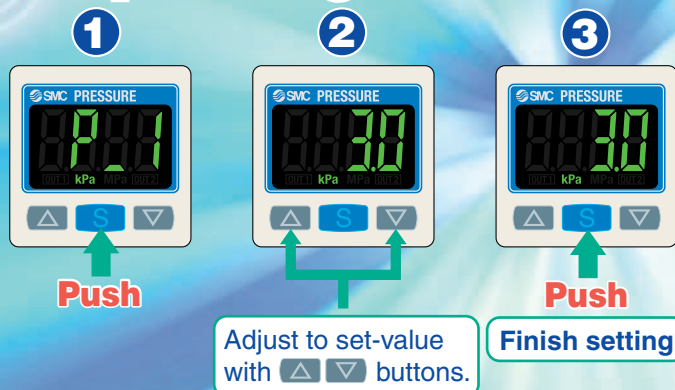 1
2
3
SMC PRESSURE
P_1
OUT1 kPa MPa OUT2
△ S ▽
Push
SMC PRESSURE
3.0
OUT1 kPa MPa OUT2
△ S ▽
Adjust to set-value
with △ ▽ buttons.
SMC PRESSURE
3.0
OUT1 kPa MPa OUT2
△ S ▽
Push
Finish setting